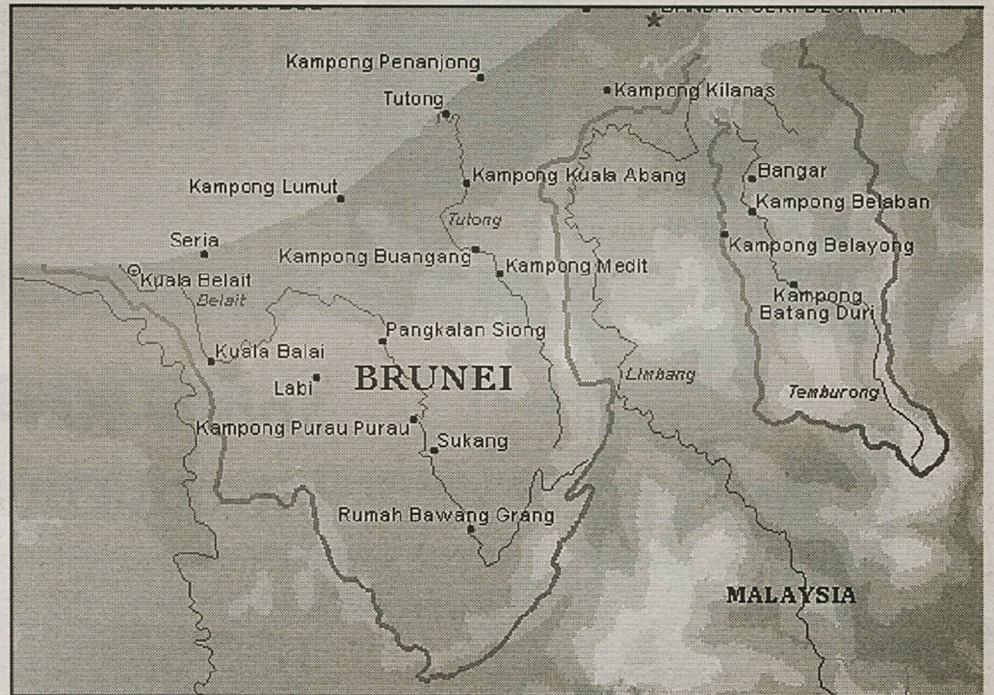 Kampong Penanjong
Kampong Kilanas
Tutong
Kampong Kuala Abang
Bangar
Kampong Lumut
Kampong Belaban
Tutong
Seria
Kampong Belayong
Kampong Buangang
Kampong Medit
Kuala Belait
Belait
Kampong
Batang Duri
Pangkalan Siong
Kuala Balai
BRUNEI
Limbang
Labi
Temburong
Kampong Purau Purau
Sukang
Rumah Bawang Grang
MALAYSIA